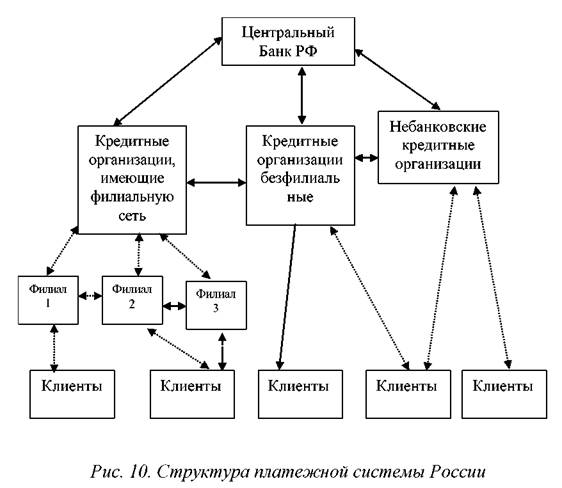 Центральный
Банк РФ
Кредитные
организации,
имеющие
филиальную
сеть
Кредитные
организации
безфилиаль
ные
Небанковские
кредитные
организации
Филиал
1
Филиал
2
Филиал
3
Клиенты
Клиенты
Клиенты
Клиенты
Клиенты
Рис. 10. Структура платежной системы России